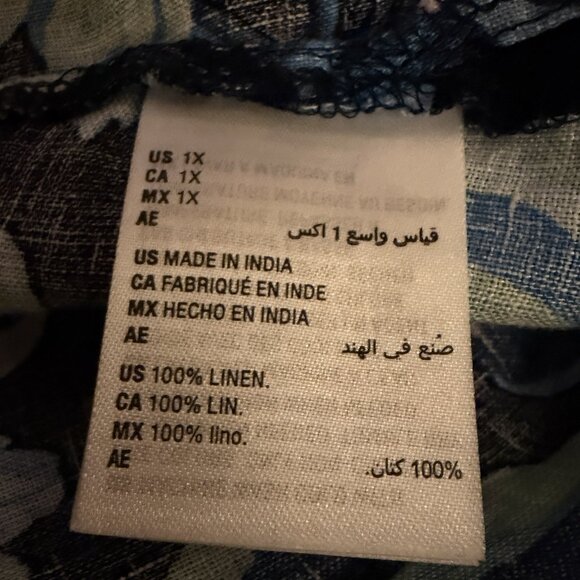 US 1X
CA 1X
MX 1X
AE قياس واسع 1 اكس
US MADE IN INDIA
CA FABRIQUÉ EN INDE
MX HECHO EN INDIA
AE صُنع في الهند
US 100% LINEN.
CA 100% LIN.
MX 100% lino.
AE 100% كتان.